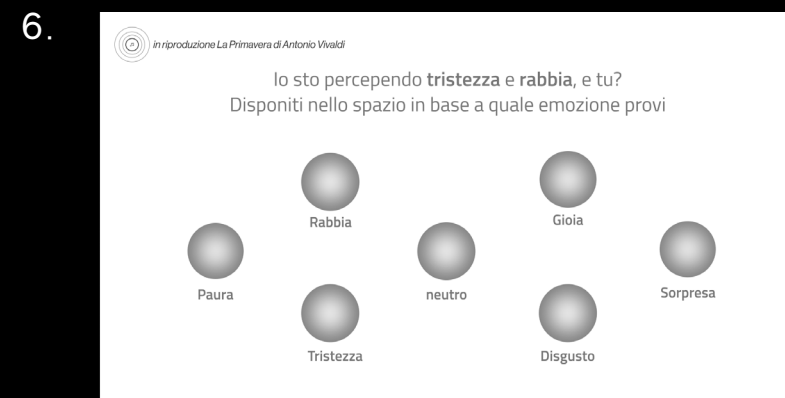 6.
in riproduzione La Primavera di Antonio Vivaldi
Io sto percependo tristezza e rabbia, e tu?
Disponiti nello spazio in base a quale emozione provi
Rabbia
Gioia
Paura
neutro
Sorpresa
Tristezza
Disgusto